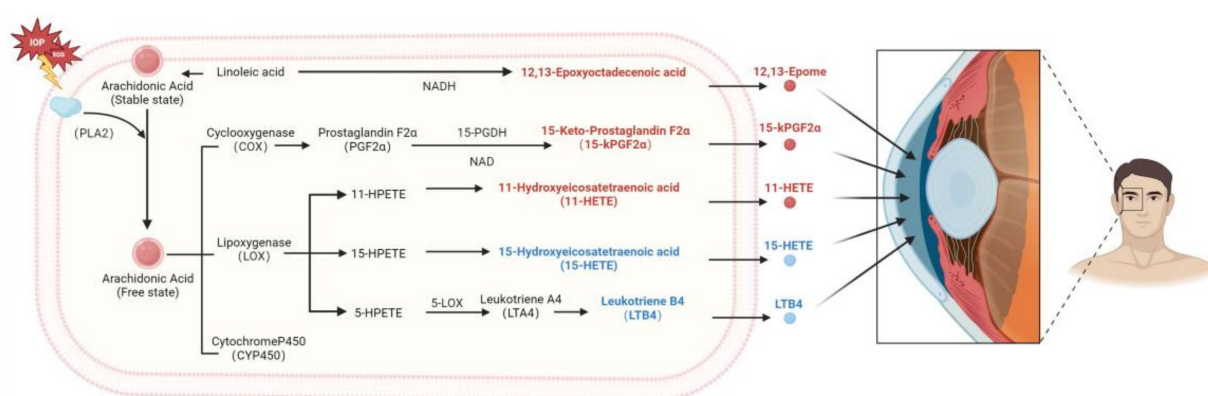 IOP
ROS
Arachidonic Acid
(Stable state)
Linoleic acid
NADH
12,13-Epoxyoctadecenoic acid
12,13-Epome
(PLA2)
Cyclooxygenase
(COX)
Prostaglandin F2α
(PGF2α)
15-PGDH
NAD
15-Keto-Prostaglandin F2α
(15-kPGF2α)
15-kPGF2α
11-HPETE
11-Hydroxyeicosatetraenoic acid
(11-HETE)
11-HETE
Arachidonic Acid
(Free state)
Lipoxygenase
(LOX)
15-HPETE
15-Hydroxyeicosatetraenoic acid
(15-HETE)
15-HETE
5-HPETE
5-LOX
Leukotriene A4
(LTA4)
Leukotriene B4
(LTB4)
LTB4
CytochromeP450
(CYP450)